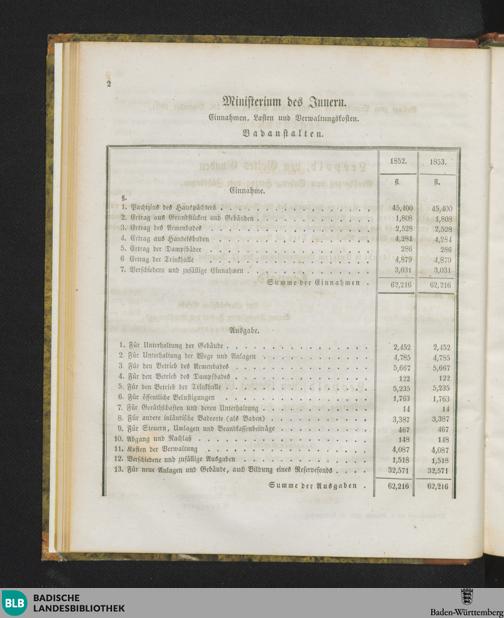 2
Ministerium des Innern.
Einnahmen, Lasten und Verwaltungskosten.
Badanstalten.
1852. 1853.
fl. fl.
Einnahme.
§.
1. Pachtzins des Hauspächters 45,400 45,400
2. Ertrag aus Grundstücken und Gebäuden 1,808 1,808
3. Ertrag des Armenbades 2,528 2,528
4. Ertrag aus Handelsbuden 4,284 4,284
5. Ertrag der Dampfbäder 286 286
6 Ertrag der Trinkhalle 4,879 4,879
7. Verschiedene und zufällige Einnahmen 3,031 3,031
Summe der Einnahmen 62,216 62,216
Ausgabe.
1. Für Unterhaltung der Gebäude 2,452 2,452
2. Für Unterhaltung der Wege und Anlagen 4,785 4,785
3. Für den Betrieb des Armenbades 5,667 5,667
4. Für den Betrieb des Dampfbades 122 122
5. Für den Betrieb der Trinkhalle 5,235 5,235
6. Für öffentliche Belustigungen 1,763 1,763
7. Für Geräthschaften und deren Unterhaltung 14 14
8. Für andere inländische Badeorte (als Baden) 3,387 3,387
9. Für Steuern, Umlagen und Brandkassenbeiträge 467 467
10. Abgang und Nachlaß 148 148
11. Kosten der Verwaltung 4,087 4,087
12. Verschiedene und zufällige Ausgaben 1,518 1,518
13. Für neue Anlagen und Gebäude, auch Bildung eines Reservefonds 32,571 32,571
Summe der Ausgaben 62,216 62,216
BLB BADISCHE
LANDESBIBLIOTHEK
Baden-Württemberg